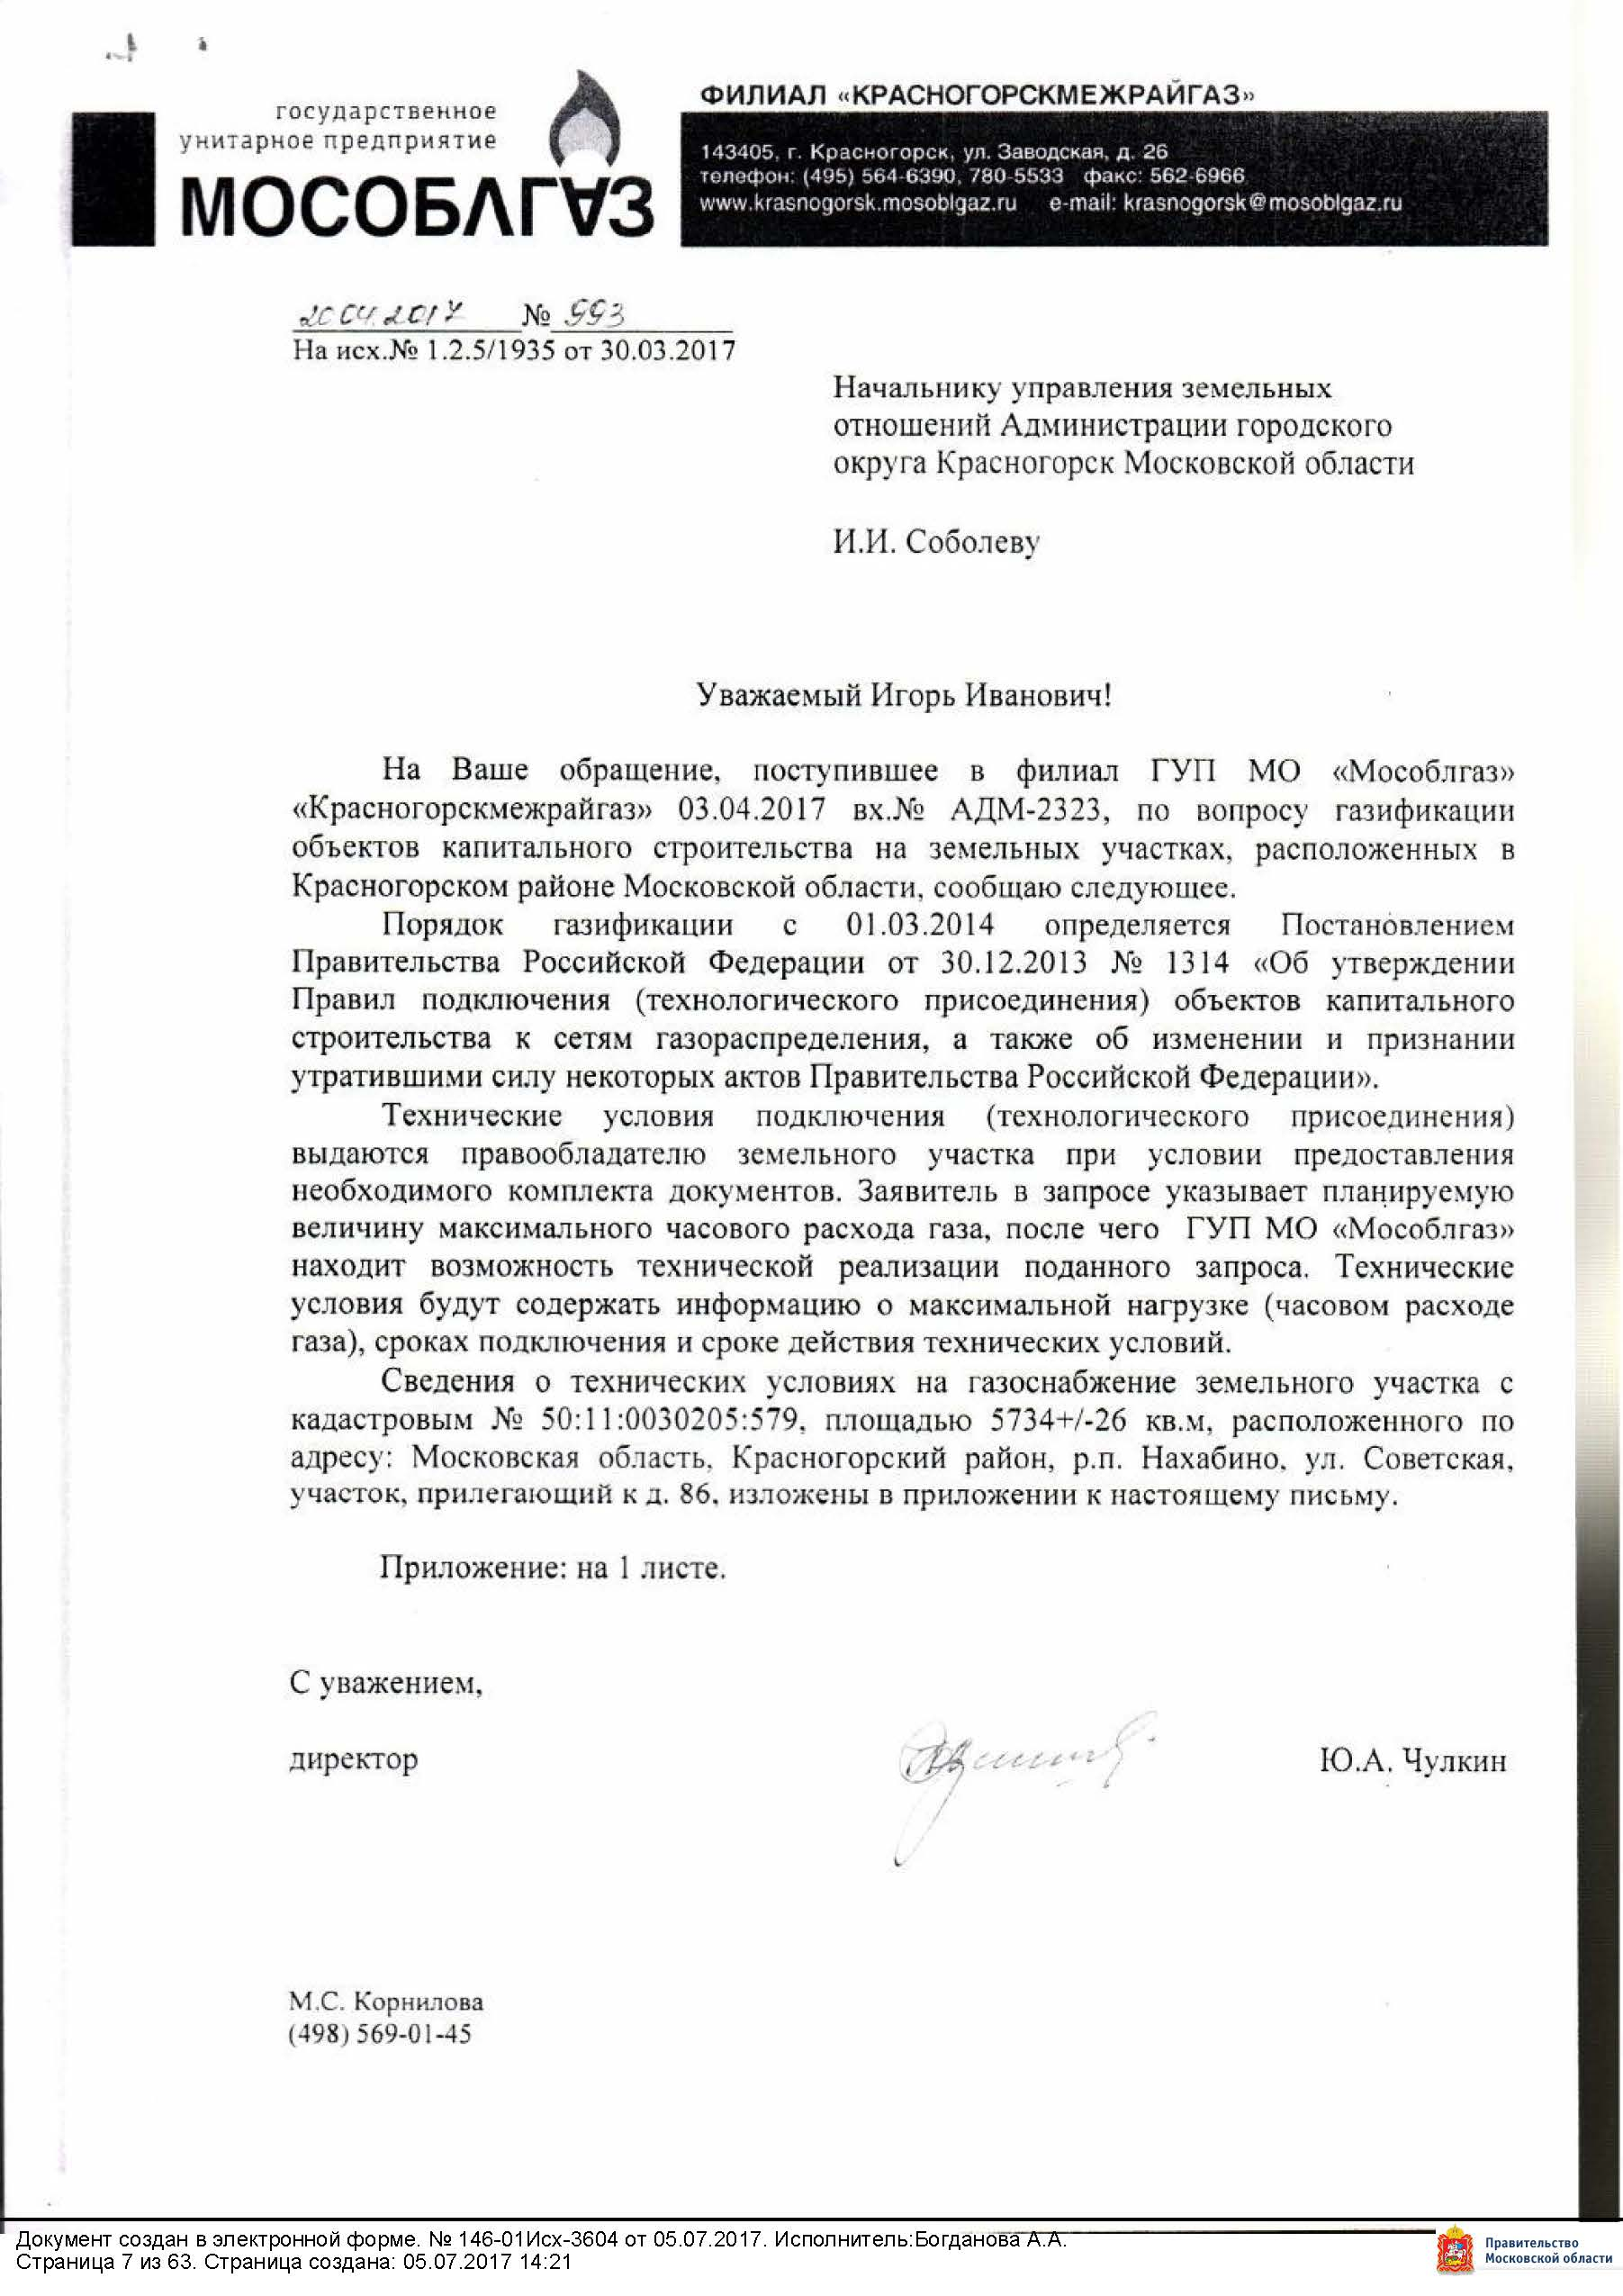 государственное
унитарное предприятие
МОСОБЛГАЗ
ФИЛИАЛ «КРАСНОГОРСКМЕЖРАЙГАЗ»
143405, г. Красногорск, ул. Заводская, д. 26
телефон: (495) 564-6390, 780-5533 факс: 562-6966
www.krasnogorsk.mosoblgaz.ru e-mail: krasnogorsk@mosoblgaz.ru
20 04.2017 № 993
На исх.№ 1.2.5/1935 от 30.03.2017
Начальнику управления земельных
отношений Администрации городского
округа Красногорск Московской области
И.И. Соболеву
Уважаемый Игорь Иванович!
На Ваше обращение, поступившее в филиал ГУП МО «Мособлгаз»
«Красногорскмежрайгаз» 03.04.2017 вх.№ АДМ-2323, по вопросу газификации
объектов капитального строительства на земельных участках, расположенных в
Красногорском районе Московской области, сообщаю следующее.
Порядок газификации с 01.03.2014 определяется Постановлением
Правительства Российской Федерации от 30.12.2013 № 1314 «Об утверждении
Правил подключения (технологического присоединения) объектов капитального
строительства к сетям газораспределения, а также об изменении и признании
утратившими силу некоторых актов Правительства Российской Федерации».
Технические условия подключения (технологического присоединения)
выдаются правообладателю земельного участка при условии предоставления
необходимого комплекта документов. Заявитель в запросе указывает планируемую
величину максимального часового расхода газа, после чего ГУП МО «Мособлгаз»
находит возможность технической реализации поданного запроса. Технические
условия будут содержать информацию о максимальной нагрузке (часовом расходе
газа), сроках подключения и сроке действия технических условий.
Сведения о технических условиях на газоснабжение земельного участка с
кадастровым № 50:11:0030205:579, площадью 5734+/-26 кв.м, расположенного по
адресу: Московская область, Красногорский район, р.п. Нахабино, ул. Советская,
участок, прилегающий к д. 86, изложены в приложении к настоящему письму.
Приложение: на 1 листе.
С уважением,
директор Ю.А. Чулкин
М.С. Корнилова
(498) 569-01-45
Документ создан в электронной форме. № 146-01Исх-3604 от 05.07.2017. Исполнитель:Богданова А.А.
Страница 7 из 63. Страница создана: 05.07.2017 14:21
Правительство
Московской области